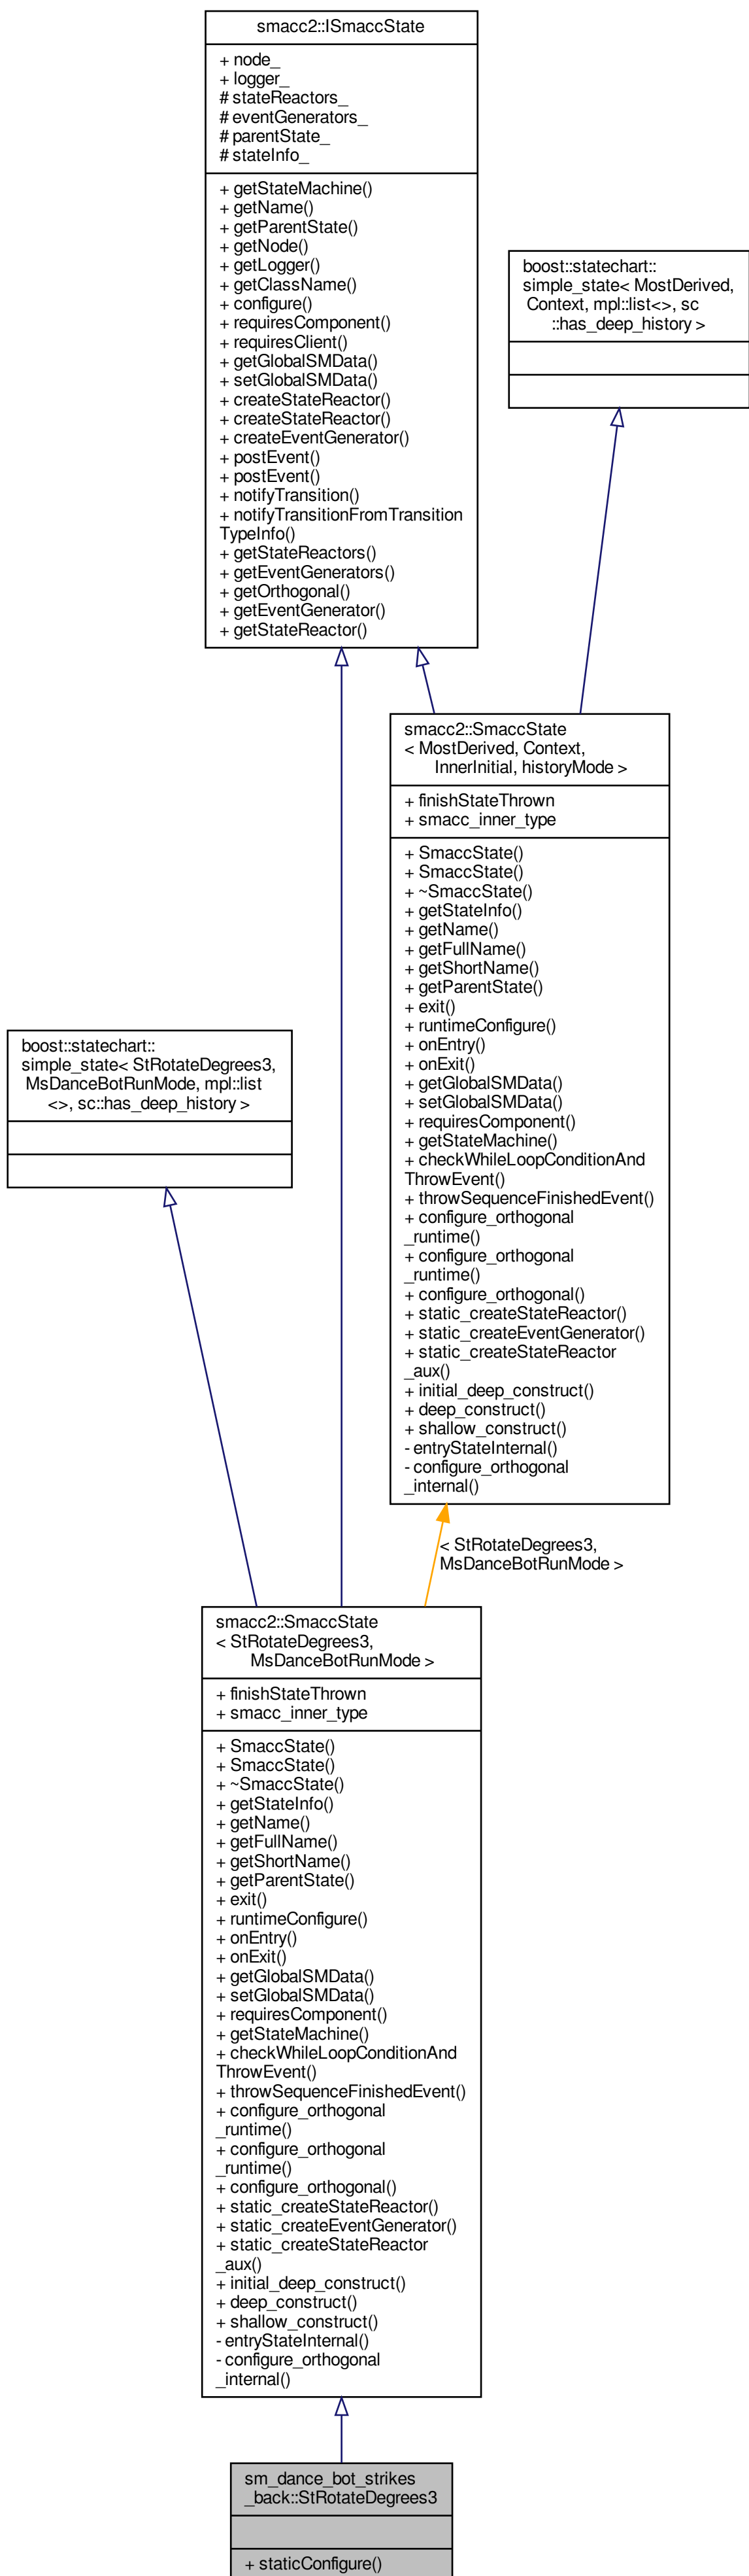 smacc2::ISmaccState
+ node_
+ logger_
# stateReactors_
# eventGenerators_
# parentState_
# stateInfo_
+ getStateMachine()
+ getName()
+ getParentState()
+ getNode()
+ getLogger()
+ getClassName()
+ configure()
+ requiresComponent()
+ requiresClient()
+ getGlobalSMData()
+ setGlobalSMData()
+ createStateReactor()
+ createStateReactor()
+ createEventGenerator()
+ postEvent()
+ postEvent()
+ notifyTransition()
+ notifyTransitionFromTransition
TypeInfo()
+ getStateReactors()
+ getEventGenerators()
+ getOrthogonal()
+ getEventGenerator()
+ getStateReactor()
boost::statechart::
simple_state< MostDerived,
Context, mpl::list<>, sc
::has_deep_history >
smacc2::SmaccState
< MostDerived, Context,
InnerInitial, historyMode >
+ finishStateThrown
+ smacc_inner_type
+ SmaccState()
+ SmaccState()
+ ~SmaccState()
+ getStateInfo()
+ getName()
+ getFullName()
+ getShortName()
+ getParentState()
+ exit()
+ runtimeConfigure()
+ onEntry()
+ onExit()
+ getGlobalSMData()
+ setGlobalSMData()
+ requiresComponent()
+ getStateMachine()
+ checkWhileLoopConditionAnd
ThrowEvent()
+ throwSequenceFinishedEvent()
+ configure_orthogonal
_runtime()
+ configure_orthogonal
_runtime()
+ configure_orthogonal()
+ static_createStateReactor()
+ static_createEventGenerator()
+ static_createStateReactor
_aux()
+ initial_deep_construct()
+ deep_construct()
+ shallow_construct()
- entryStateInternal()
- configure_orthogonal
_internal()
boost::statechart::
simple_state< StRotateDegrees3,
MsDanceBotRunMode, mpl::list
<>, sc::has_deep_history >
< StRotateDegrees3,
MsDanceBotRunMode >
smacc2::SmaccState
< StRotateDegrees3,
MsDanceBotRunMode >
+ finishStateThrown
+ smacc_inner_type
+ SmaccState()
+ SmaccState()
+ ~SmaccState()
+ getStateInfo()
+ getName()
+ getFullName()
+ getShortName()
+ getParentState()
+ exit()
+ runtimeConfigure()
+ onEntry()
+ onExit()
+ getGlobalSMData()
+ setGlobalSMData()
+ requiresComponent()
+ getStateMachine()
+ checkWhileLoopConditionAnd
ThrowEvent()
+ throwSequenceFinishedEvent()
+ configure_orthogonal
_runtime()
+ configure_orthogonal
_runtime()
+ configure_orthogonal()
+ static_createStateReactor()
+ static_createEventGenerator()
+ static_createStateReactor
_aux()
+ initial_deep_construct()
+ deep_construct()
+ shallow_construct()
- entryStateInternal()
- configure_orthogonal
_internal()
sm_dance_bot_strikes
_back::StRotateDegrees3
+ staticConfigure()